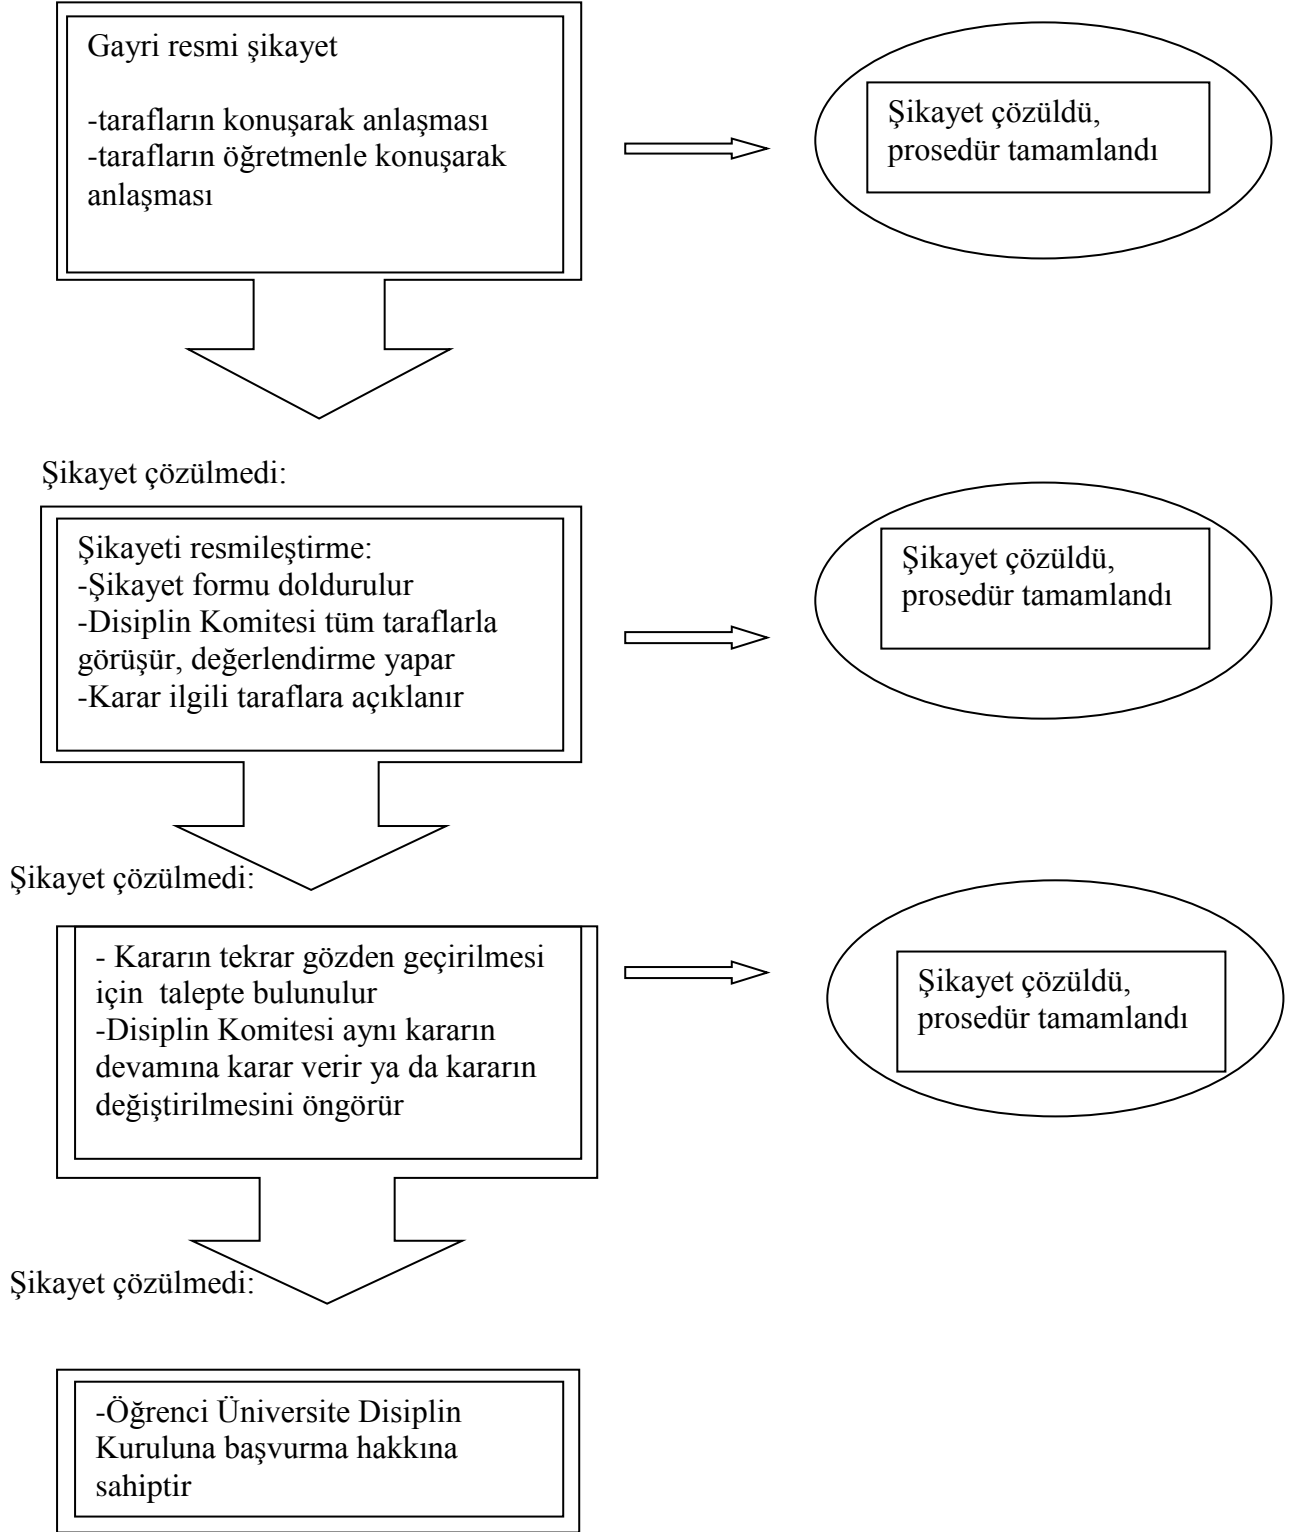 Gayri resmi şikayet
-tarafların konuşarak anlaşması
-tarafların öğretmenle konuşarak
anlaşması
Şikayet çözüldü,
prosedür tamamlandı
Şikayet çözülmedi:
Şikayeti resmileştirme:
-Şikayet formu doldurulur
-Disiplin Komitesi tüm taraflarla
görüşür, değerlendirme yapar
-Karar ilgili taraflara açıklanır
Şikayet çözüldü,
prosedür tamamlandı
Şikayet çözülmedi:
- Kararın tekrar gözden geçirilmesi
için  talepte bulunulur
-Disiplin Komitesi aynı kararın
devamına karar verir ya da kararın
değiştirilmesini öngörür
Şikayet çözüldü,
prosedür tamamlandı
Şikayet çözülmedi:
-Öğrenci Üniversite Disiplin
Kuruluna başvurma hakkına
sahiptir